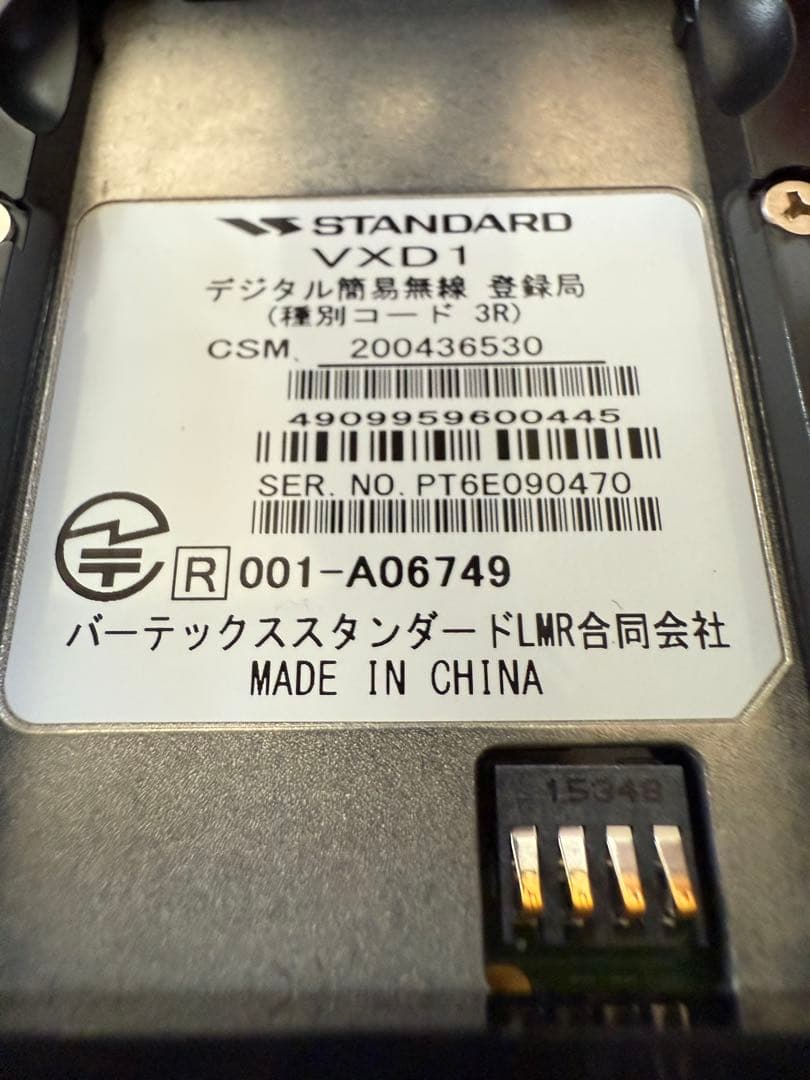 STANDARD
VXD1
デジタル簡易無線 登録局
(種別コード 3R)
CSM. 200436530
4909959600445
SER. NO. PT6E090470
R 001-A06749
バーテックススタンダードLMR合同会社
MADE IN CHINA
15348